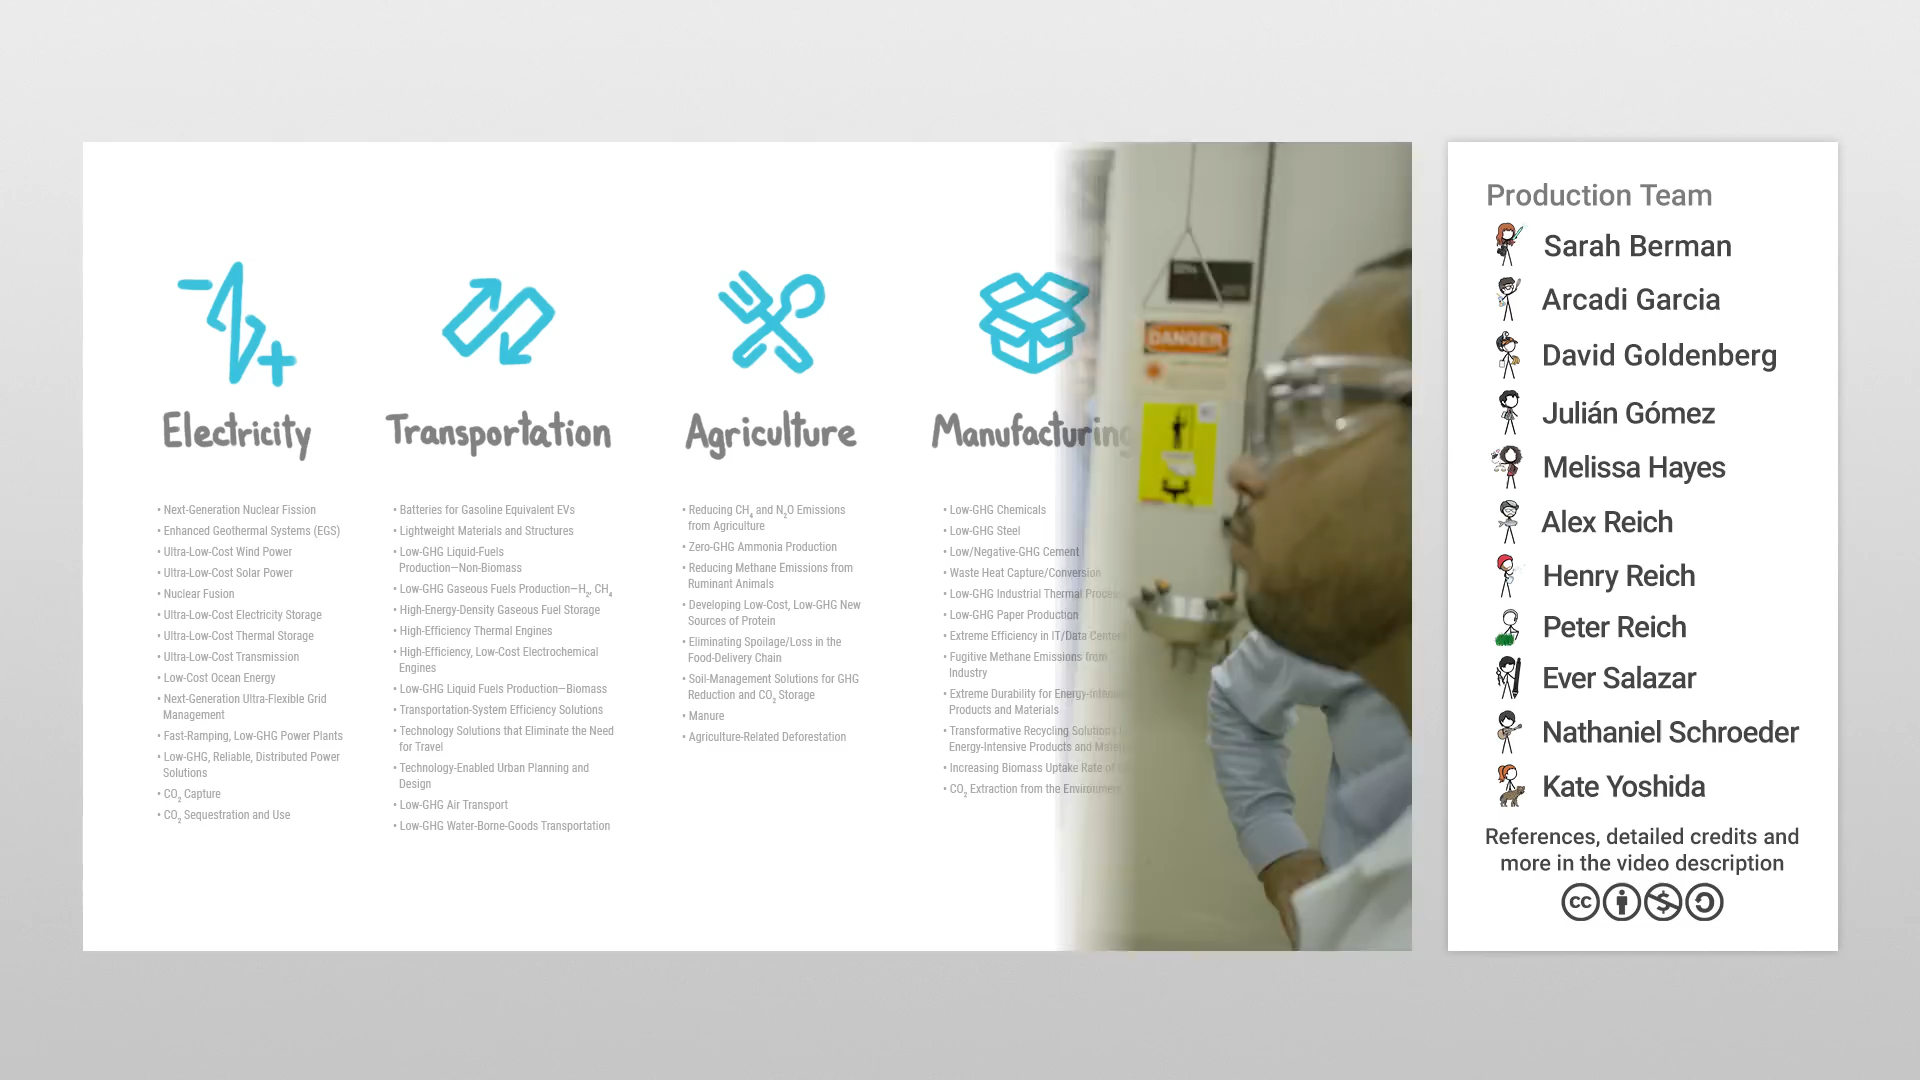 Electricity
• Next-Generation Nuclear Fission
• Enhanced Geothermal Systems (EGS)
• Ultra-Low-Cost Wind Power
• Ultra-Low-Cost Solar Power
• Nuclear Fusion
• Ultra-Low-Cost Electricity Storage
• Ultra-Low-Cost Thermal Storage
• Ultra-Low-Cost Transmission
• Low-Cost Ocean Energy
• Next-Generation Ultra-Flexible Grid
Management
• Fast-Ramping, Low-GHG Power Plants
• Low-GHG, Reliable, Distributed Power
Solutions
• CO₂ Capture
• CO₂ Sequestration and Use
Transportation
• Batteries for Gasoline Equivalent EVs
• Lightweight Materials and Structures
• Low-GHG Liquid-Fuels
Production—Non-Biomass
• Low-GHG Gaseous Fuels Production—H₂, CH₄
• High-Energy-Density Gaseous Fuel Storage
• High-Efficiency Thermal Engines
• High-Efficiency, Low-Cost Electrochemical
Engines
• Low-GHG Liquid Fuels Production—Biomass
• Transportation-System Efficiency Solutions
• Technology Solutions that Eliminate the Need
for Travel
• Technology-Enabled Urban Planning and
Design
• Low-GHG Air Transport
• Low-GHG Water-Borne-Goods Transportation
Agriculture
• Reducing CH₄ and N₂O Emissions
from Agriculture
• Zero-GHG Ammonia Production
• Reducing Methane Emissions from
Ruminant Animals
• Developing Low-Cost, Low-GHG New
Sources of Protein
• Eliminating Spoilage/Loss in the
Food-Delivery Chain
• Soil-Management Solutions for GHG
Reduction and CO₂ Storage
• Manure
• Agriculture-Related Deforestation
Manufacturing
• Low-GHG Chemicals
• Low-GHG Steel
• Low/Negative-GHG Cement
• Waste Heat Capture/Conversion
• Low-GHG Industrial Thermal
• Low-GHG Paper Production
• Extreme Efficiency in IT/Data
• Fugitive Methane Emissions from
Industry
• Extreme Durability for
Products and Materials
• Transformative Recycling Solutions
Energy-Intensive Products and
• Increasing Biomass Uptake Rate of
• CO₂ Extraction from the Environment
DANGER
Production Team
Sarah Berman
Arcadi Garcia
David Goldenberg
Julián Gómez
Melissa Hayes
Alex Reich
Henry Reich
Peter Reich
Ever Salazar
Nathaniel Schroeder
Kate Yoshida
References, detailed credits and
more in the video description
cc